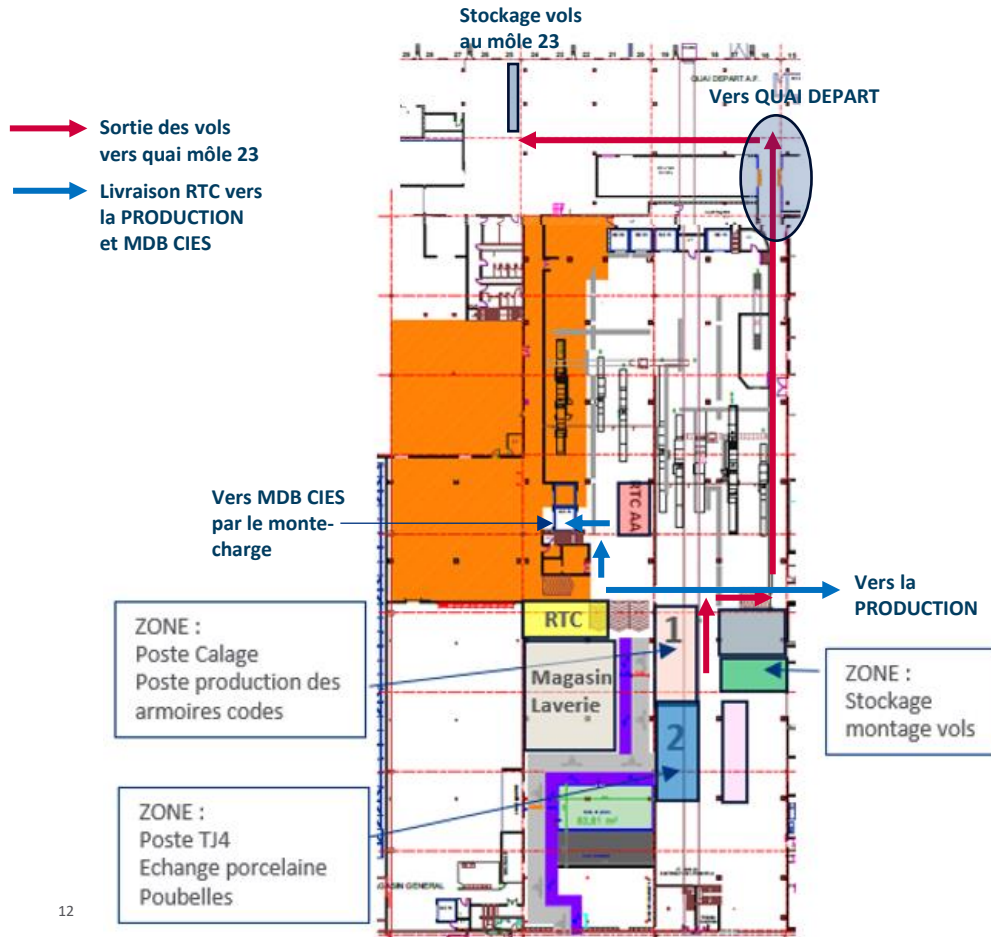 Stockage vols
au môle 23
QUAI DEPART A.F.
Vers QUAI DEPART
Sortie des vols
vers quai môle 23
Livraison RTC vers
la PRODUCTION
et MDB CIES
Vers MDB CIES
par le monte-
charge
RTC AA
Vers la
PRODUCTION
ZONE :
Poste Calage
Poste production des
armoires codes
RTC
1
Magasin
Laverie
ZONE :
Stockage
montage vols
2
ZONE :
Poste TJ4
Echange porcelaine
Poubelles
GASIN GENERAL
12